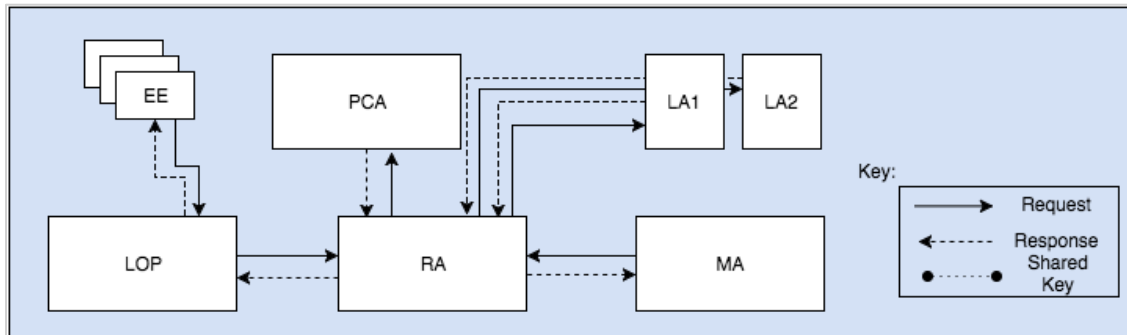 EE
PCA
LA1
LA2
Key:
Request
Response
Shared
Key
LOP
RA
MA